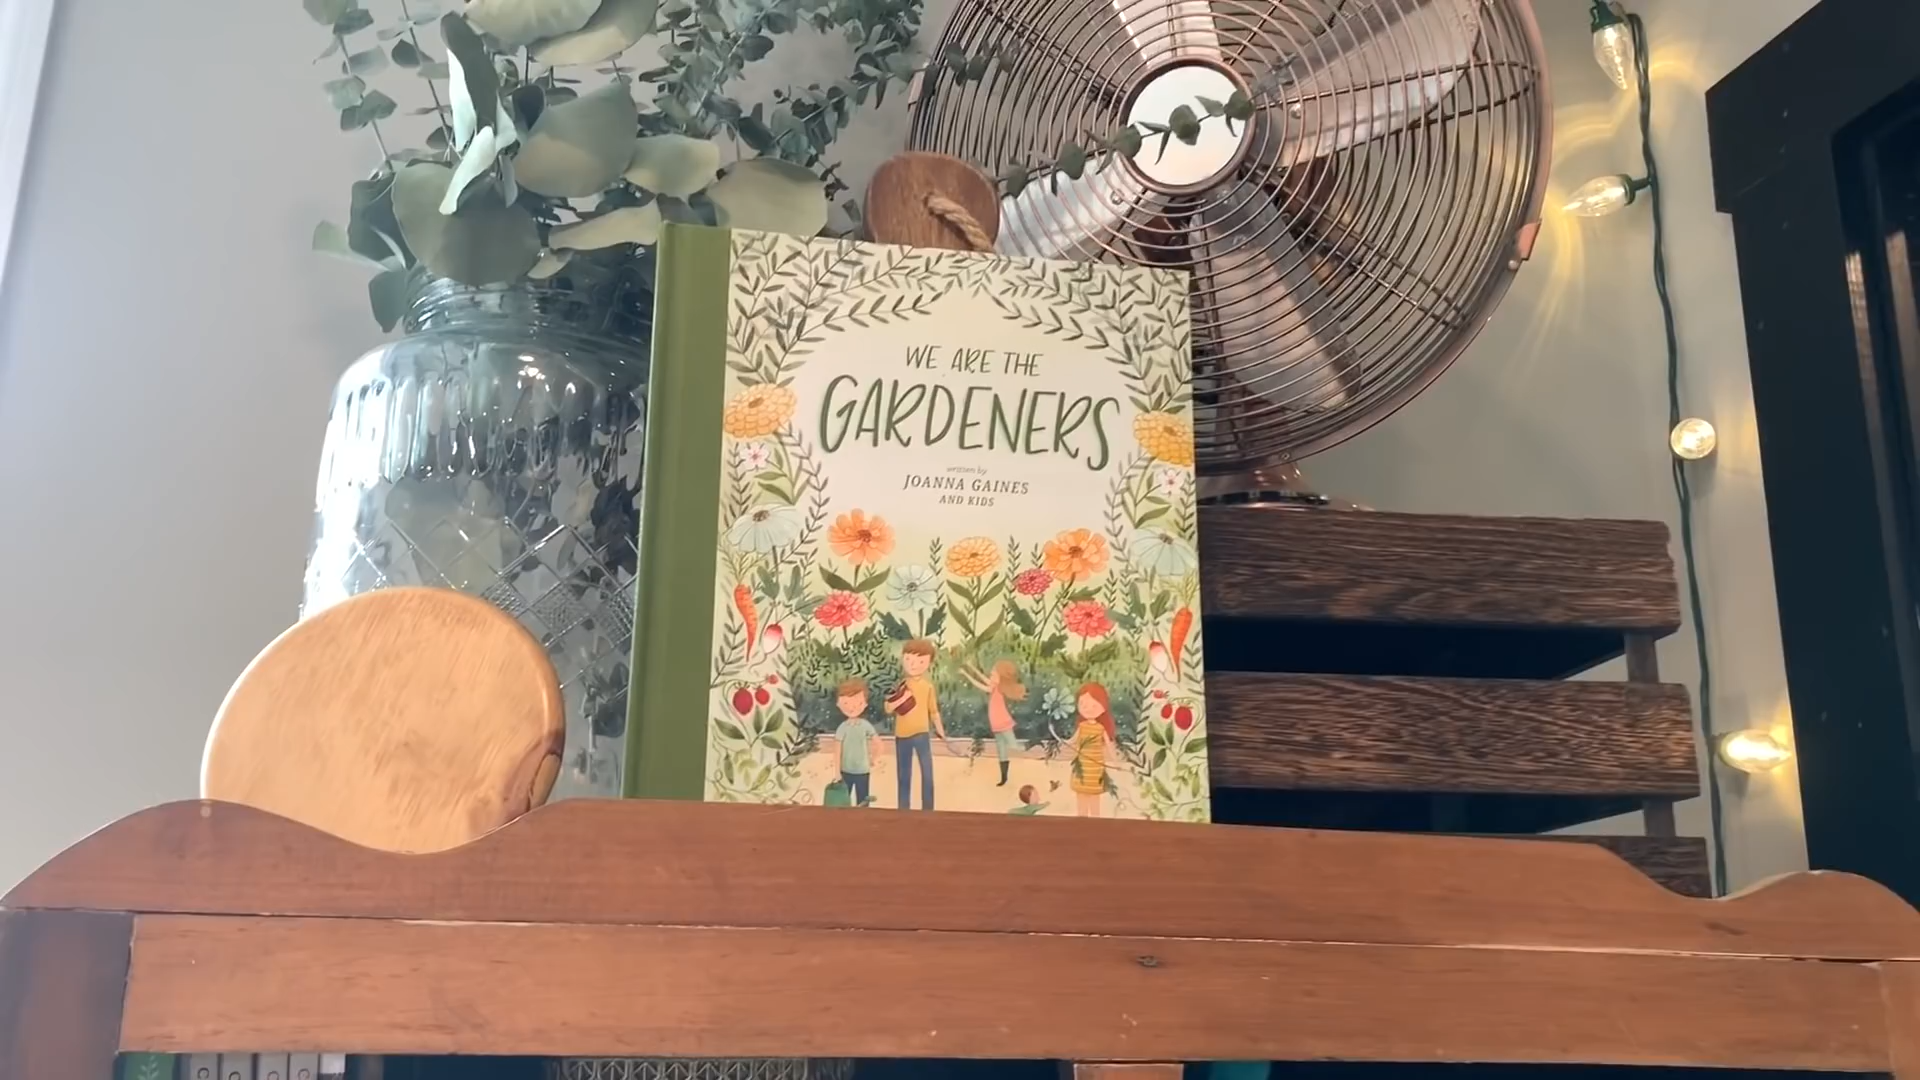 WE ARE THE
GARDENERS
written by
JOANNA GAINES
AND KIDS